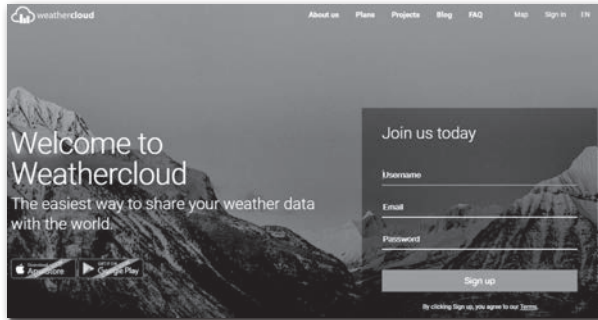 weathercloud
About us Plans Projects Blog FAQ Map Sign In EN
Welcome to
Weathercloud
The easiest way to share your weather data
with the world.
App Store
Google Play
Join us today
Username
Email
Password
Sign up
By clicking Sign up, you agree to our Terms.